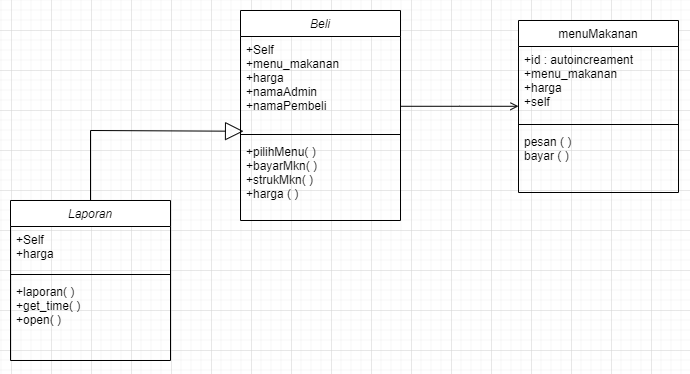 Beli
+Self
+menu_makanan
+harga
+namaAdmin
+namaPembeli
+pilihMenu( )
+bayarMkn( )
+strukMkn( )
+harga ( )
menuMakanan
+id : autoincreament
+menu_makanan
+harga
+self
pesan ( )
bayar ( )
Laporan
+Self
+harga
+laporan( )
+get_time( )
+open( )